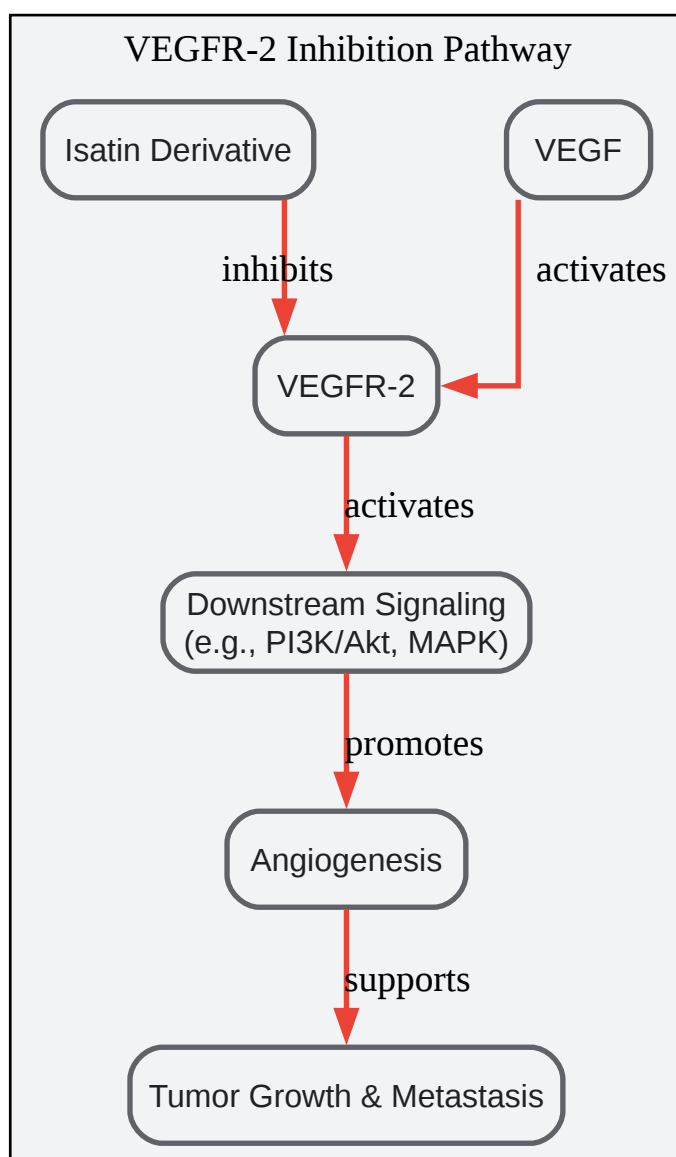 VEGFR-2 Inhibition Pathway
Isatin Derivative
VEGF
inhibits
activates
VEGFR-2
activates
Downstream Signaling
(e.g., PI3K/Akt, MAPK)
promotes
Angiogenesis
supports
Tumor Growth & Metastasis